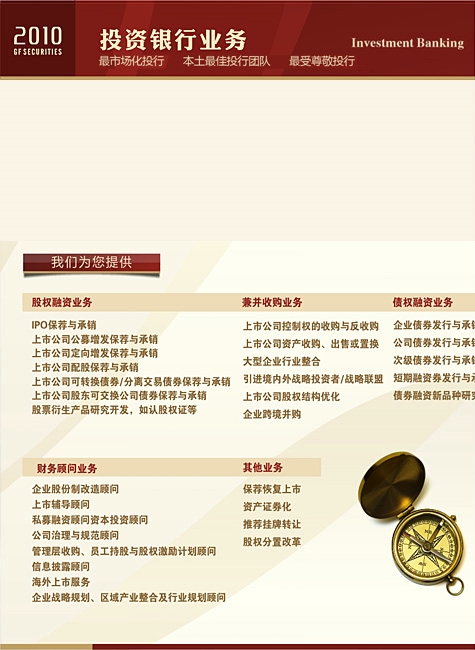 2010
GF SECURITIES
投资银行业务
Investment Banking
最市场化投行 本土最佳投行团队 最受尊敬投行
我们为您提供
股权融资业务
IPO保荐与承销
上市公司公募增发保荐与承销
上市公司定向增发保荐与承销
上市公司配股保荐与承销
上市公司可转换债券/分离交易债券保荐与承销
上市公司股东可交换公司债券保荐与承销
股票衍生产品研究开发，如认股权证等
兼并收购业务
上市公司控制权的收购与反收购
上市公司资产收购、出售或置换
大型企业行业整合
引进境内外战略投资者/战略联盟
上市公司股权结构优化
企业跨境并购
债权融资业务
企业债券发行与承
公司债券发行与承
次级债券发行与承
短期融资券发行与承
债券融资新品种研
财务顾问业务
企业股份制改造顾问
上市辅导顾问
私募融资顾问资本投资顾问
公司治理与规范顾问
管理层收购、员工持股与股权激励计划顾问
信息披露顾问
海外上市服务
企业战略规划、区域产业整合及行业规划顾问
其他业务
保荐恢复上市
资产证券化
推荐挂牌转让
股权分置改革